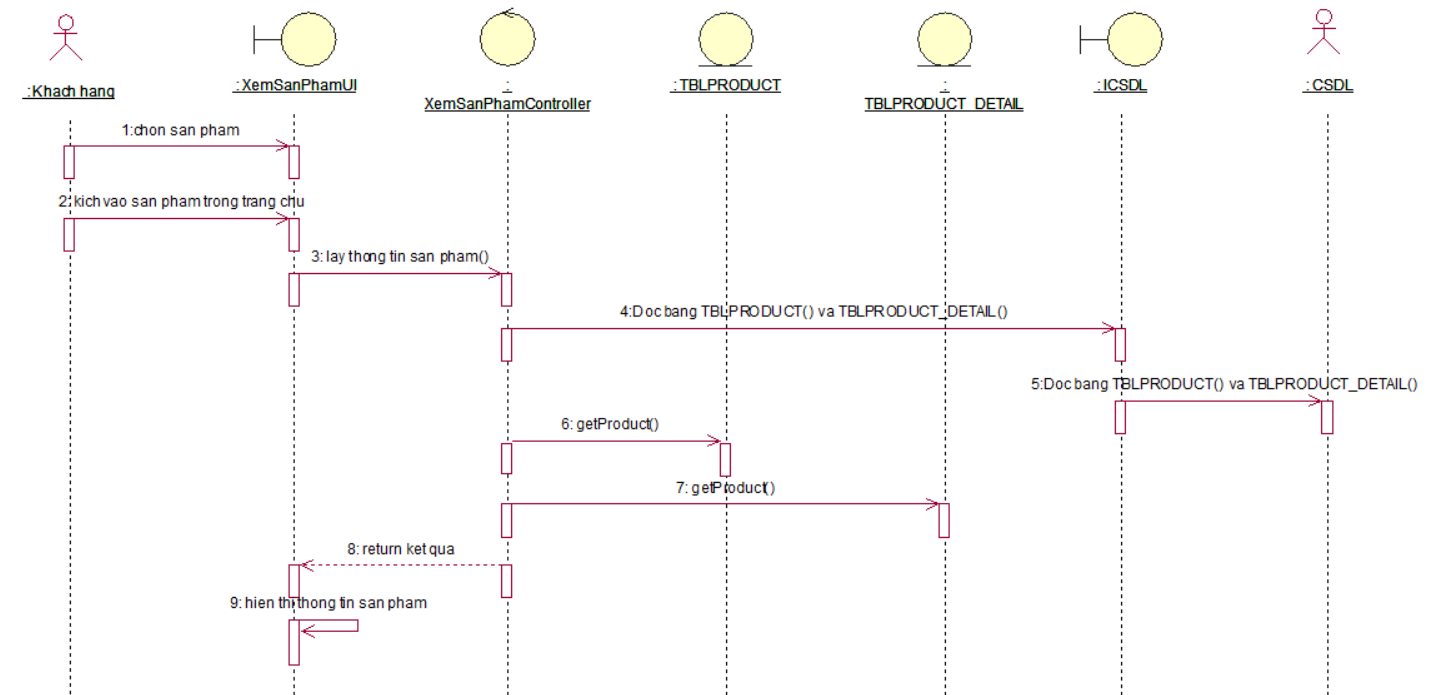 :Khach hang
:XemSanPhamUI
:
XemSanPhamController
:TBLPRODUCT
:
TBLPRODUCT_DETAIL
:ICSDL
:CSDL
1:chon san pham
2: kich vao san pham trong trang chu
3: lay thong tin san pham()
4:Doc bang TBLPRODUCT() va TBLPRODUCT_DETAIL()
5:Doc bang TBLPRODUCT() va TBLPRODUCT_DETAIL()
6: getProduct()
7: getProduct()
8: return ket qua
9: hien thi thong tin san pham